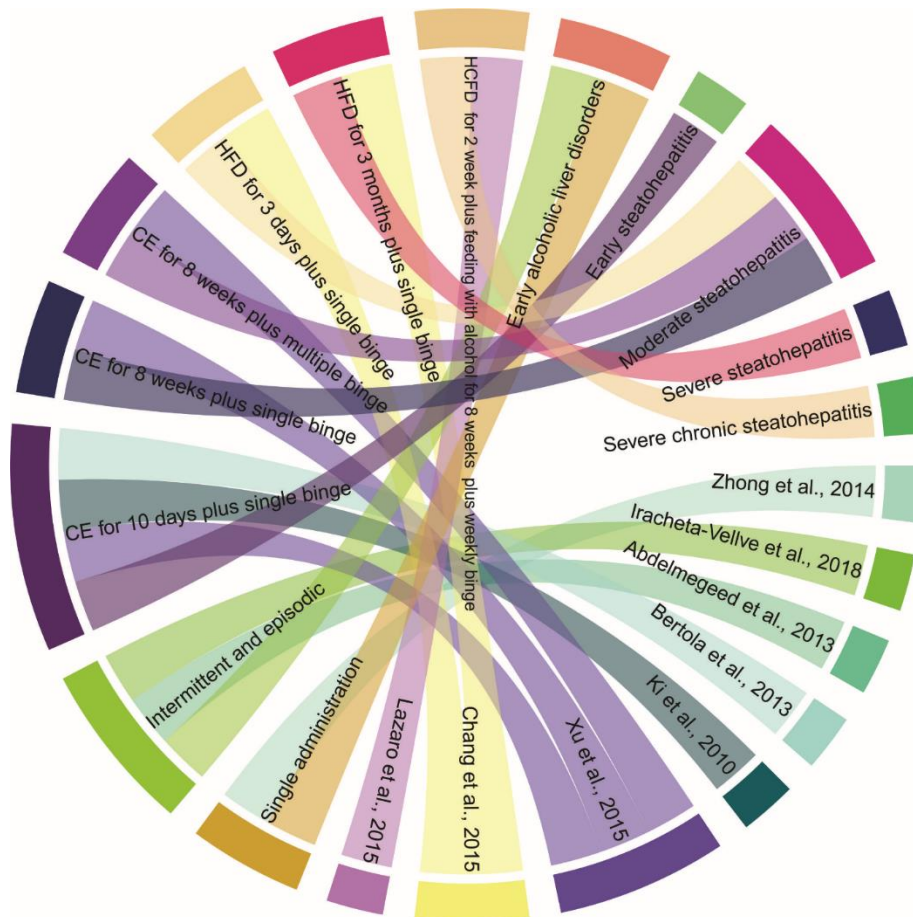 HFD for 3 days plus single binge
HFD for 3 months plus single binge
HCFD for 2 week plus feeding with alcohol for 8 weeks plus weekly binge
Early alcoholic liver disorders
Early steatohepatitis
Moderate steatohepatitis
Severe steatohepatitis
Severe chronic steatohepatitis
Zhong et al., 2014
Iracheta-Vellve et al., 2018
Abdelmegeed et al., 2013
Bertola et al., 2013
Ki et al., 2010
Xu et al., 2015
Chang et al., 2015
Lazaro et al., 2015
Single administration
Intermittent and episodic
CE for 10 days plus single binge
CE for 8 weeks plus single binge
CE for 8 weeks plus multiple binge